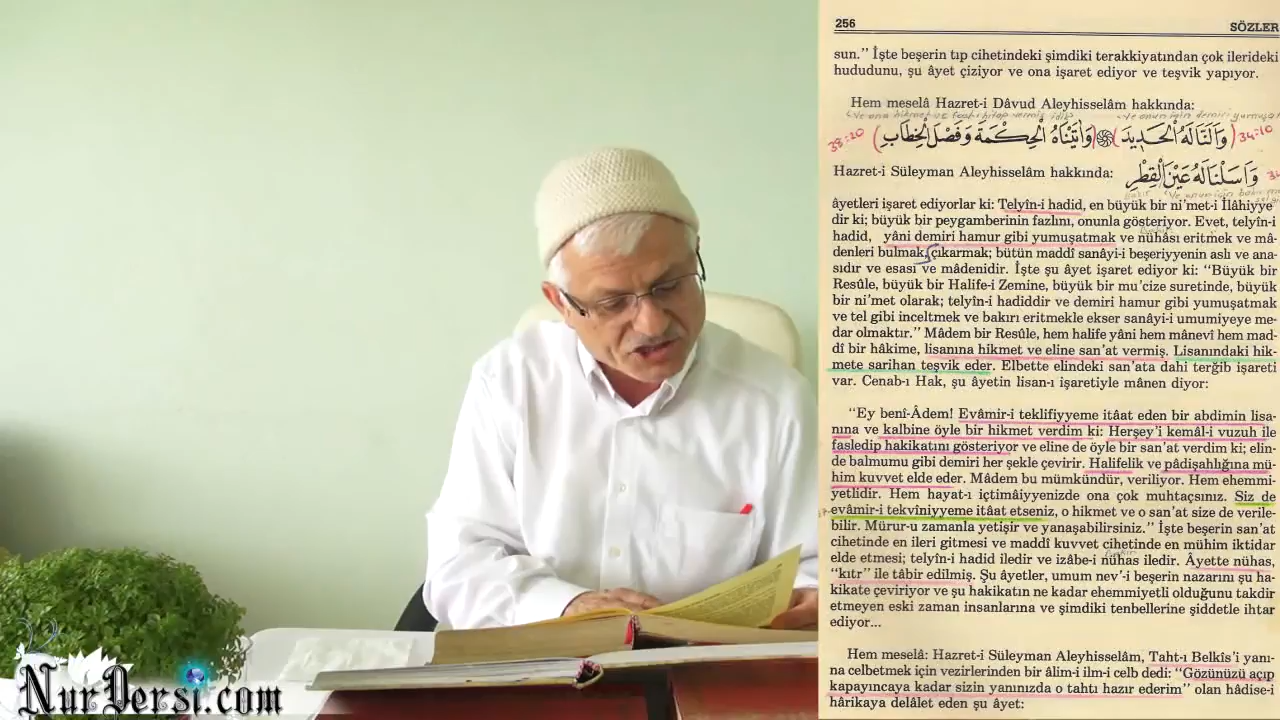 256 SÖZLER
sun." İşte beşerin tıp cihetindeki şimdiki terakkiyatından çok ilerideki
hududunu, şu âyet çiziyor ve ona işaret ediyor ve teşvik yapıyor.
Hem meselâ Hazret-i Dâvud Aleyhisselâm hakkında:
38:20 (وَاٰتَيْنَاهُ الْحِكْمَةَ وَفَصْلَ الْخِطَابِ) (وَاَلَنَّا لَهُ الْحَدِيدَ) 34:10
Hazret-i Süleyman Aleyhisselâm hakkında: وَاَسَلْنَا لَهُ عَيْنَ الْقِطْرِ
âyetleri işaret ediyorlar ki: Telyîn-i hadid, en büyük bir ni'met-i İlâhiyye
dir ki; büyük bir peygamberinin fazlını, onunla gösteriyor. Evet, telyîn-i
hadid, yâni demiri hamur gibi yumuşatmak ve nühâsı eritmek ve mâ-
denleri bulmak, çıkarmak; bütün maddî sanâyi-i beşeriyyenin aslı ve ana-
sıdır ve esası ve mâdenidir. İşte şu âyet işaret ediyor ki: "Büyük bir
Resûle, büyük bir Halife-i Zemine, büyük bir mu'cize suretinde, büyük
bir ni'met olarak; telyîn-i hadiddir ve demiri hamur gibi yumuşatmak
ve tel gibi inceltmek ve bakırı eritmekle ekser sanâyi-i umumiyeye me-
dar olmaktır." Mâdem bir Resûle, hem halife yâni hem mânevî hem mad-
dî bir hâkime, lisanına hikmet ve eline san'at vermiş. Lisanındaki hik-
mete sarihan teşvik eder. Elbette elindeki san'ata dahi terğib işareti
var. Cenab-ı Hak, şu âyetin lisan-ı işaretiyle mânen diyor:
"Ey benî-Âdem! Evâmir-i teklifiyyeme itâat eden bir abdimin lisa-
nına ve kalbine öyle bir hikmet verdim ki: Herşey'i kemâl-i vuzuh ile
fasledip hakikatını gösteriyor ve eline de öyle bir san'at verdim ki; elin-
de balmumu gibi demiri her şekle çevirir. Halifelik ve pâdişahlığına mü-
him kuvvet elde eder. Mâdem bu mümkündür, veriliyor. Hem ehemmi-
yetlidir. Hem hayat-ı içtimâiyyenizde ona çok muhtaçsınız. Siz de
evâmir-i tekvîniyyeme itâat etseniz, o hikmet ve o san'at size de verile-
bilir. Mürur-u zamanla yetişir ve yanaşabilirsiniz." İşte beşerin san'at
cihetinde en ileri gitmesi ve maddî kuvvet cihetinde en mühim iktidar
elde etmesi; telyîn-i hadid iledir ve izâbe-i nühas iledir. Âyette nühas,
"kıtr" ile tâbir edilmiş. Şu âyetler, umum nev'-i beşerin nazarını şu ha-
kikate çeviriyor ve şu hakikatın ne kadar ehemmiyetli olduğunu takdir
etmeyen eski zaman insanlarına ve şimdiki tenbellerine şiddetle ihtar
ediyor...
Hem meselâ: Hazret-i Süleyman Aleyhisselâm, Taht-ı Belkis'i yanı-
na celbetmek için vezirlerinden bir âlim-i ilm-i celb dedi: "Gözünüzü açıp
kapayıncaya kadar sizin yanınızda o tahtı hazır ederim" olan hâdise-i
hârikaya delâlet eden şu âyet:
NurDersi.com